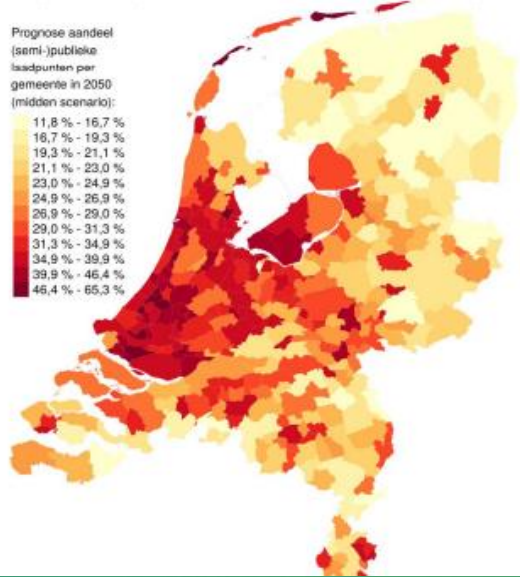 Prognose aandeel
(semi-)publieke
laadpunten per
gemeente in 2050
(midden scenario):
11,8 % - 16,7 %
16,7 % - 19,3 %
19,3 % - 21,1 %
21,1 % - 23,0 %
23,0 % - 24,9 %
24,9 % - 26,9 %
26,9 % - 29,0 %
29,0 % - 31,3 %
31,3 % - 34,9 %
34,9 % - 39,9 %
39,9 % - 46,4 %
46,4 % - 65,3 %